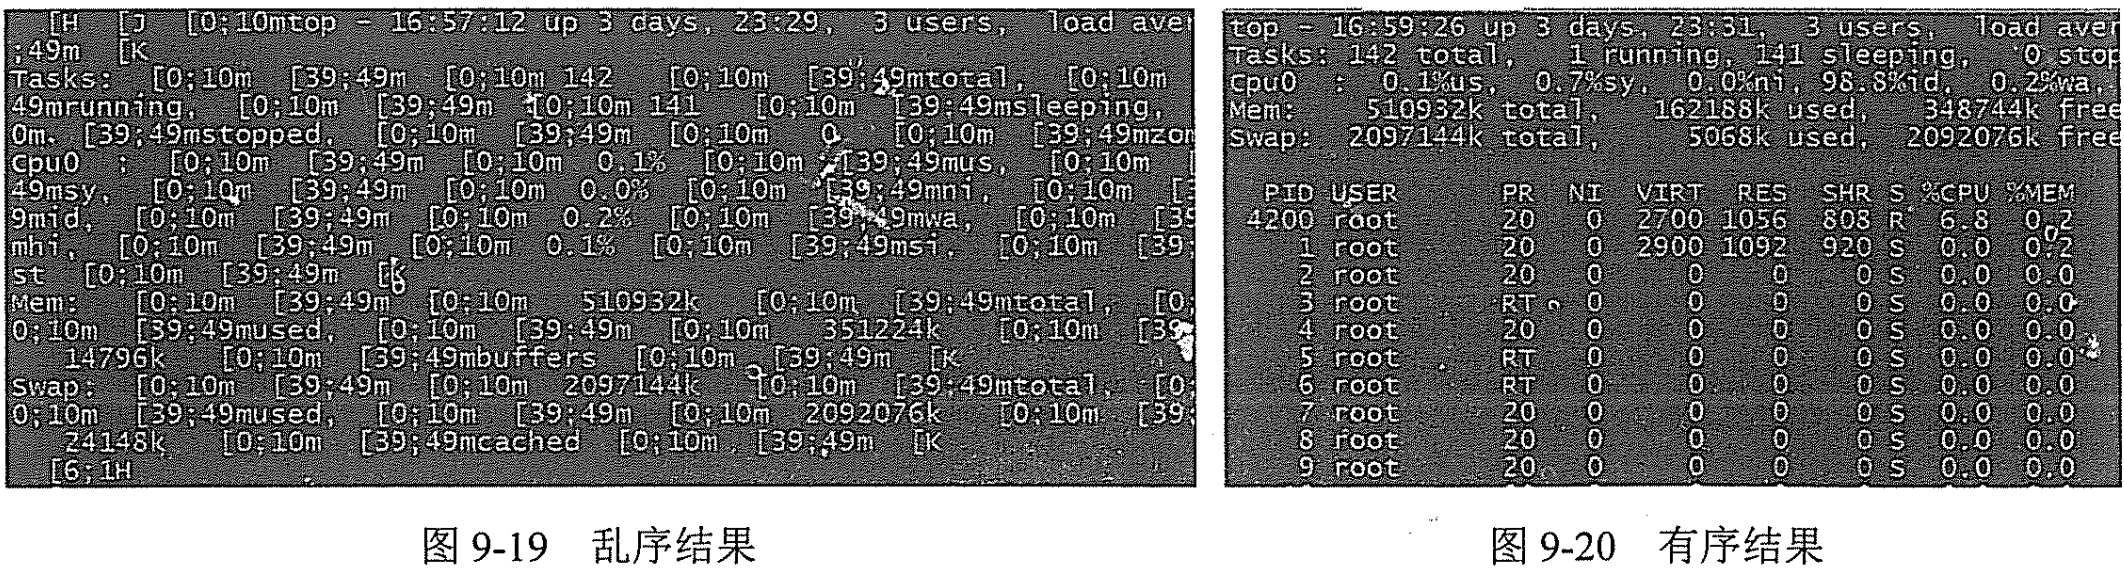 [H [J [0;10mtop - 16:57:12 up 3 days, 23:29, 3 users, load aver
;49m [K
Tasks: [0;10m [39;49m [0;10m 142 [0;10m [39;49mtotal, [0;10m
49mrunning, [0;10m [39;49m [0;10m 141 [0;10m [39;49msleeping,
0m [39;49mstopped, [0;10m [39;49m [0;10m 0 [0;10m [39;49mzom
Cpu0 : [0;10m [39;49m [0;10m 0.1% [0;10m [39;49mus, [0;10m [
49msy, [0;10m [39;49m [0;10m 0.0% [0;10m [39;49mni, [0;10m [3
9mid, [0;10m [39;49m [0;10m 0.2% [0;10m [39;49mwa, [0;10m [39
mhi, [0;10m [39;49m [0;10m 0.1% [0;10m [39;49msi, [0;10m [39;
st [0;10m [39;49m [K
Mem: [0;10m [39;49m [0;10m 510932k [0;10m [39;49mtotal, [0;
0;10m [39;49mused, [0;10m [39;49m [0;10m 351224k [0;10m [39
14796k [0;10m [39;49mbuffers [0;10m [39;49m [K
Swap: [0;10m [39;49m [0;10m 2097144k [0;10m [39;49mtotal, [0;
0;10m [39;49mused, [0;10m [39;49m [0;10m 2092076k [0;10m [39;
24148k [0;10m [39;49mcached [0;10m [39;49m [K
[6;1H
图 9-19 乱序结果
top - 16:59:26 up 3 days, 23:31, 3 users, load aver
Tasks: 142 total, 1 running, 141 sleeping, 0 stop
Cpu0 : 0.1%us, 0.7%sy, 0.0%ni, 98.8%id, 0.2%wa,
Mem: 510932k total, 162188k used, 348744k free
Swap: 2097144k total, 5068k used, 2092076k free
PID USER PR NI VIRT RES SHR S %CPU %MEM
4200 root 20 0 2700 1056 808 R 6.8 0.2
1 root 20 0 2900 1092 920 S 0.0 0.2
2 root 20 0 0 0 0 S 0.0 0.0
3 root RT 0 0 0 0 S 0.0 0.0
4 root 20 0 0 0 0 S 0.0 0.0
5 root RT 0 0 0 0 S 0.0 0.0
6 root RT 0 0 0 0 S 0.0 0.0
7 root 20 0 0 0 0 S 0.0 0.0
8 root 20 0 0 0 0 S 0.0 0.0
9 root 20 0 0 0 0 S 0.0 0.0
图 9-20 有序结果